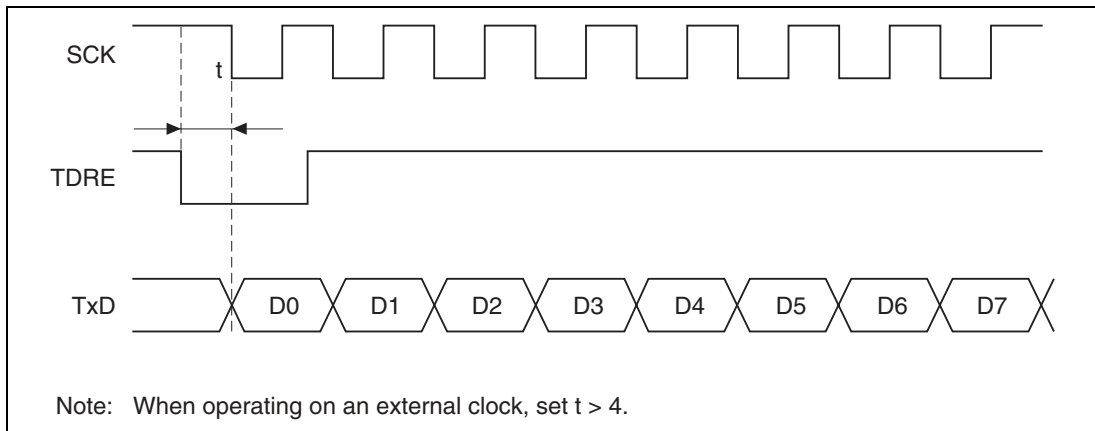 SCK
t
TDRE
TxD D0 D1 D2 D3 D4 D5 D6 D7
Note: When operating on an external clock, set t > 4.